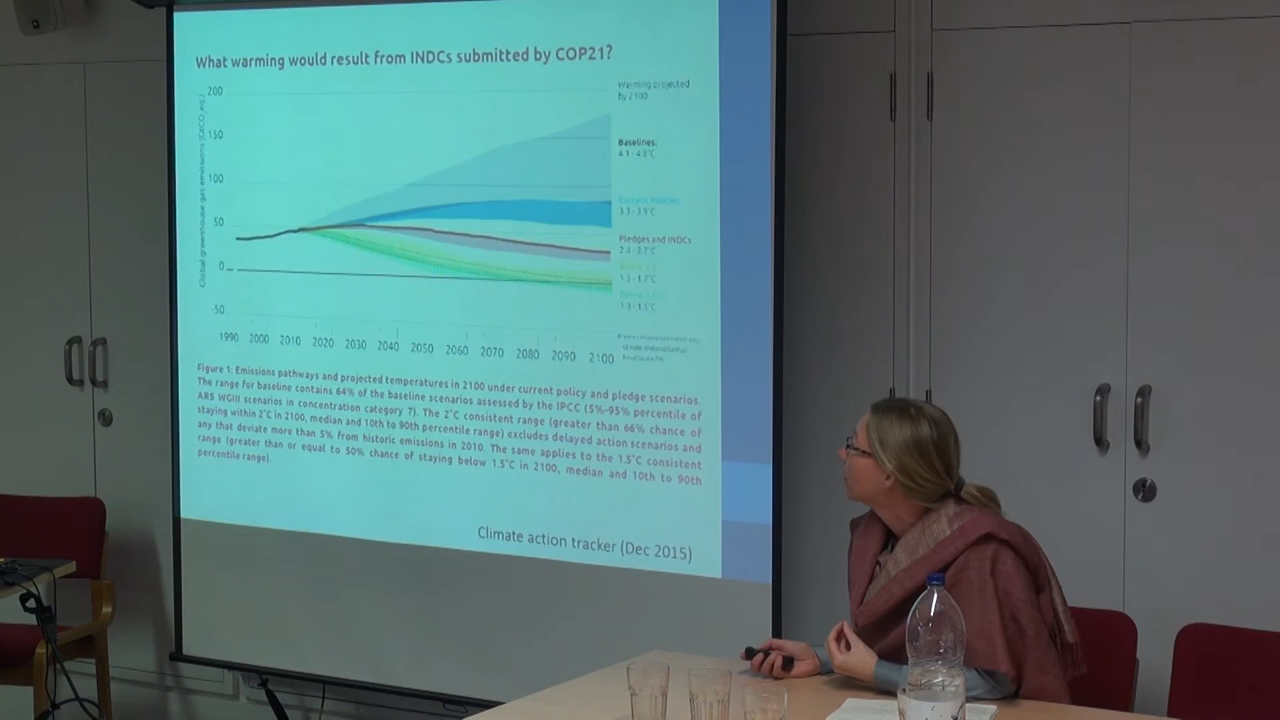 What warming would result from INDCs submitted by COP21?
Global greenhouse gas emissions (GtCO₂eq.)
200
150
100
50
0
-50
1990 2000 2010 2020 2030 2040 2050 2060 2070 2080 2090 2100
Warming projected
by 2100
Baselines
4.1 - 4.8°C
Current Policies
3.3 - 3.9°C
Pledges and INDCs
2.4 - 2.7°C
1.5 - 1.7°C
1.3 - 1.5°C
Figure 1: Emissions pathways and projected temperatures in 2100 under current policy and pledge scenarios.
The range for baseline contains 64% of the baseline scenarios assessed by the IPCC (5%-95% percentile of
AR5 WGIII scenarios in concentration category 7). The 2°C consistent range (greater than 66% chance of
staying within 2°C in 2100, median and 10th to 90th percentile range) excludes delayed action scenarios and
any that deviate more than 5% from historic emissions in 2010. The same applies to the 1.5°C consistent
range (greater than or equal to 50% chance of staying below 1.5°C in 2100, median and 10th to 90th
percentile range).
Climate action tracker (Dec 2015)